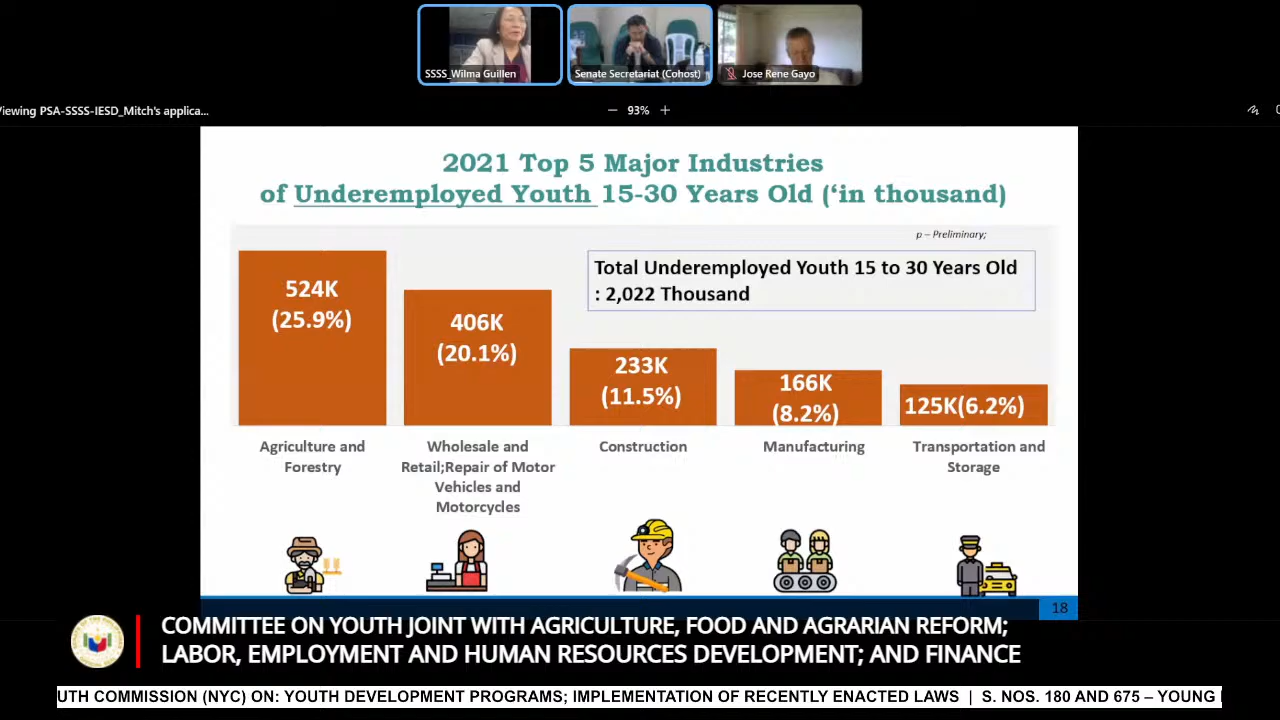 SSSS_Wilma Guillen
Senate Secretariat (Cohost)
Jose Rene Gayo
Viewing PSA-SSSS-IESD_Mitch's applica...
— 93% +
2021 Top 5 Major Industries
of Underemployed Youth 15-30 Years Old (‘in thousand)
p – Preliminary;
Total Underemployed Youth 15 to 30 Years Old
: 2,022 Thousand
524K
(25.9%)
406K
(20.1%)
233K
(11.5%)
166K
(8.2%)
125K(6.2%)
Agriculture and
Forestry
Wholesale and
Retail;Repair of Motor
Vehicles and
Motorcycles
Construction
Manufacturing
Transportation and
Storage
18
COMMITTEE ON YOUTH JOINT WITH AGRICULTURE, FOOD AND AGRARIAN REFORM;
LABOR, EMPLOYMENT AND HUMAN RESOURCES DEVELOPMENT; AND FINANCE
UTH COMMISSION (NYC) ON: YOUTH DEVELOPMENT PROGRAMS; IMPLEMENTATION OF RECENTLY ENACTED LAWS | S. NOS. 180 AND 675 – YOUNG